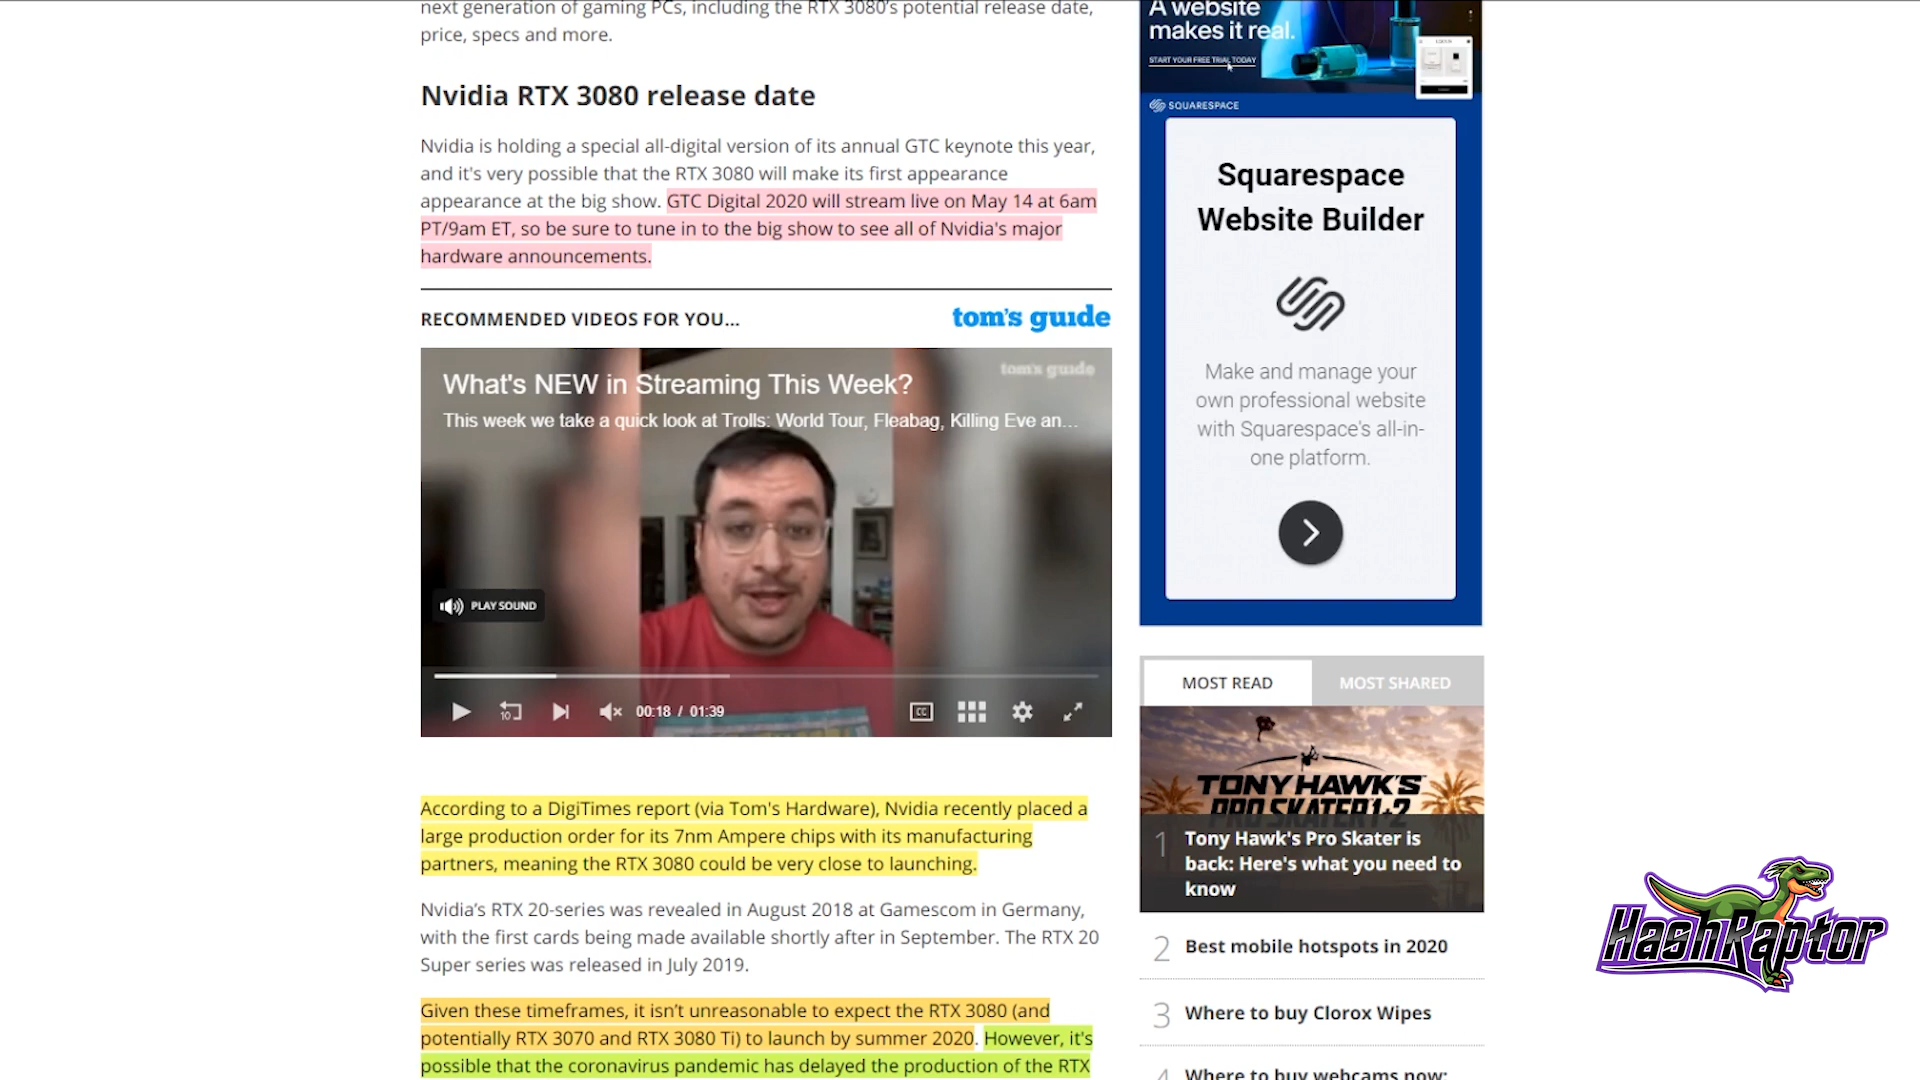 next generation of gaming PCs, including the RTX 3080's potential release date,
price, specs and more.
Nvidia RTX 3080 release date
Nvidia is holding a special all-digital version of its annual GTC keynote this year,
and it's very possible that the RTX 3080 will make its first appearance
appearance at the big show. GTC Digital 2020 will stream live on May 14 at 6am
PT/9am ET, so be sure to tune in to the big show to see all of Nvidia's major
hardware announcements.
RECOMMENDED VIDEOS FOR YOU...
tom's guide
tom's guide
What's NEW in Streaming This Week?
This week we take a quick look at Trolls: World Tour, Fleabag, Killing Eve an...
PLAY SOUND
10
00:18 / 01:39
CC
According to a DigiTimes report (via Tom's Hardware), Nvidia recently placed a
large production order for its 7nm Ampere chips with its manufacturing
partners, meaning the RTX 3080 could be very close to launching.
Nvidia’s RTX 20-series was revealed in August 2018 at Gamescom in Germany,
with the first cards being made available shortly after in September. The RTX 20
Super series was released in July 2019.
Given these timeframes, it isn’t unreasonable to expect the RTX 3080 (and
potentially RTX 3070 and RTX 3080 Ti) to launch by summer 2020. However, it's
possible that the coronavirus pandemic has delayed the production of the RTX
A website
makes it real.
START YOUR FREE TRIAL TODAY
SQUARESPACE
Squarespace
Website Builder
Make and manage your
own professional website
with Squarespace's all-in-
one platform.
MOST READ
MOST SHARED
TONY HAWK'S
PRO SKATER 1+2
1 Tony Hawk's Pro Skater is
back: Here's what you need to
know
2 Best mobile hotspots in 2020
3 Where to buy Clorox Wipes
4 Where to buy webcams now:
HashRaptor